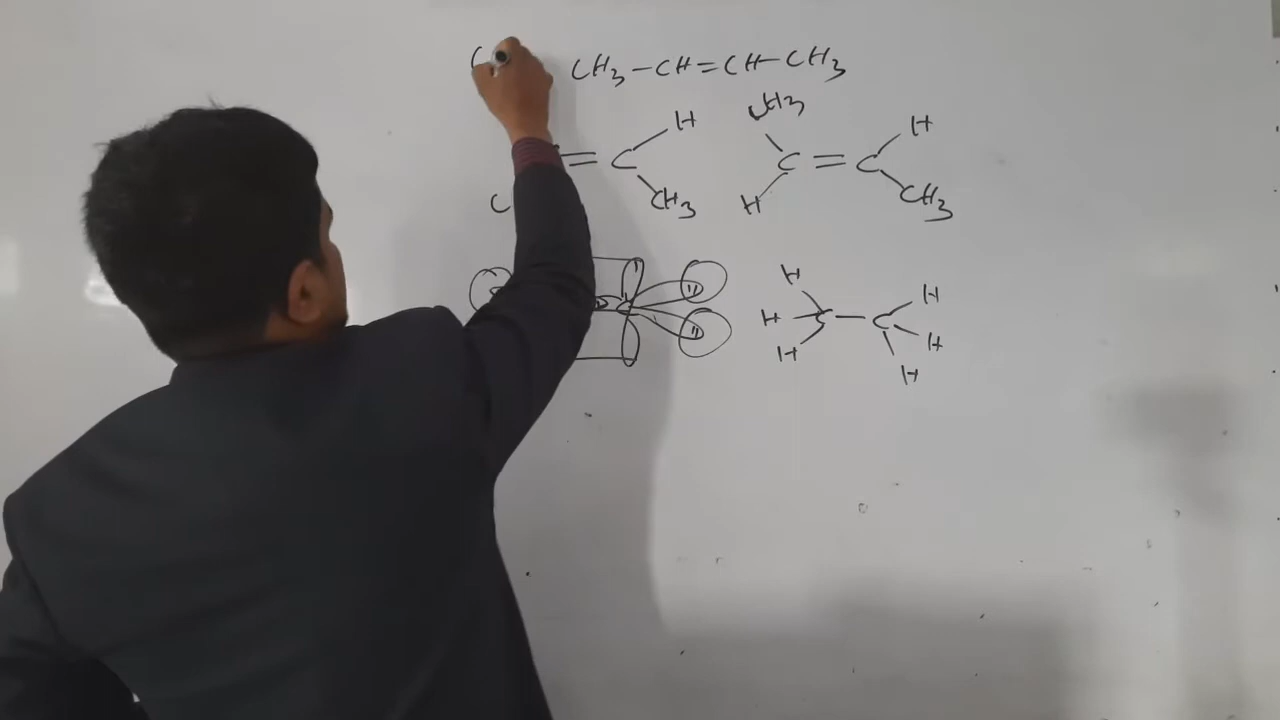 CH3-CH=CH-CH3
H CH3 H
=C C=C
C CH3 H CH3
H H
H C-C H
H H